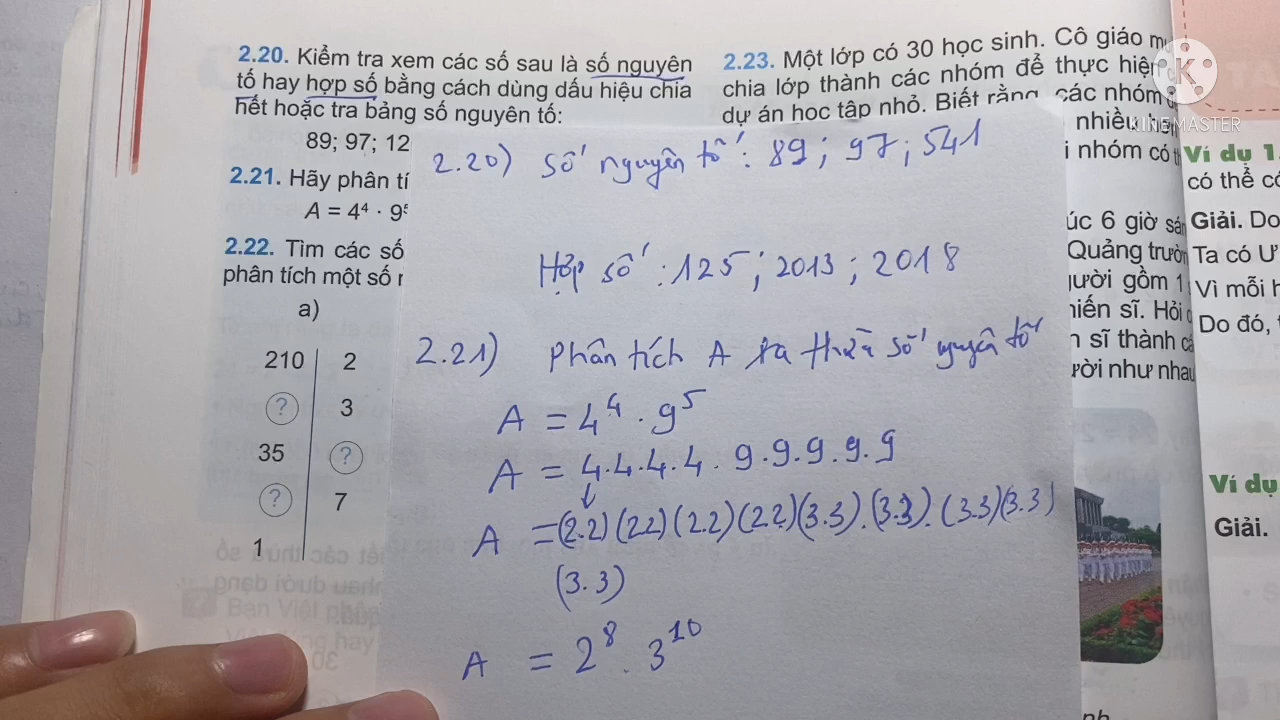 2.20. Kiểm tra xem các số sau là số nguyên
tố hay hợp số bằng cách dùng dấu hiệu chia
hết hoặc tra bảng số nguyên tố:
89; 97; 12
2.21. Hãy phân tí
A = 4⁴ · 9⁵
2.22. Tìm các số
phân tích một số
a)
210 | 2
? | 3
35 | ?
? | 7
1
2.20) Số nguyên tố: 89; 97; 541
Hợp số: 125; 2013; 2018
2.21) Phân tích A ra thừa số nguyên tố
A = 4⁴ . 9⁵
A = 4.4.4.4. 9.9.9.9.9
A = (2.2)(2.2)(2.2)(2.2)(3.3).(3.3).(3.3)(3.3)
(3.3)
A = 2⁸ . 3¹⁰
2.23. Một lớp có 30 học sinh. Cô giáo
chia lớp thành các nhóm để thực hiện
dự án học tập nhỏ. Biết rằng, các nhóm
nhiều
nhóm có
6 giờ
Quảng trườn
gồm 1
sĩ. Hỏi
sĩ thành
như nhau
KINEMASTER
Ví dụ 1.
có thể
Giải. Do
Ta có Ư
Vì mỗi
Do đó,
Ví dụ
Giải.